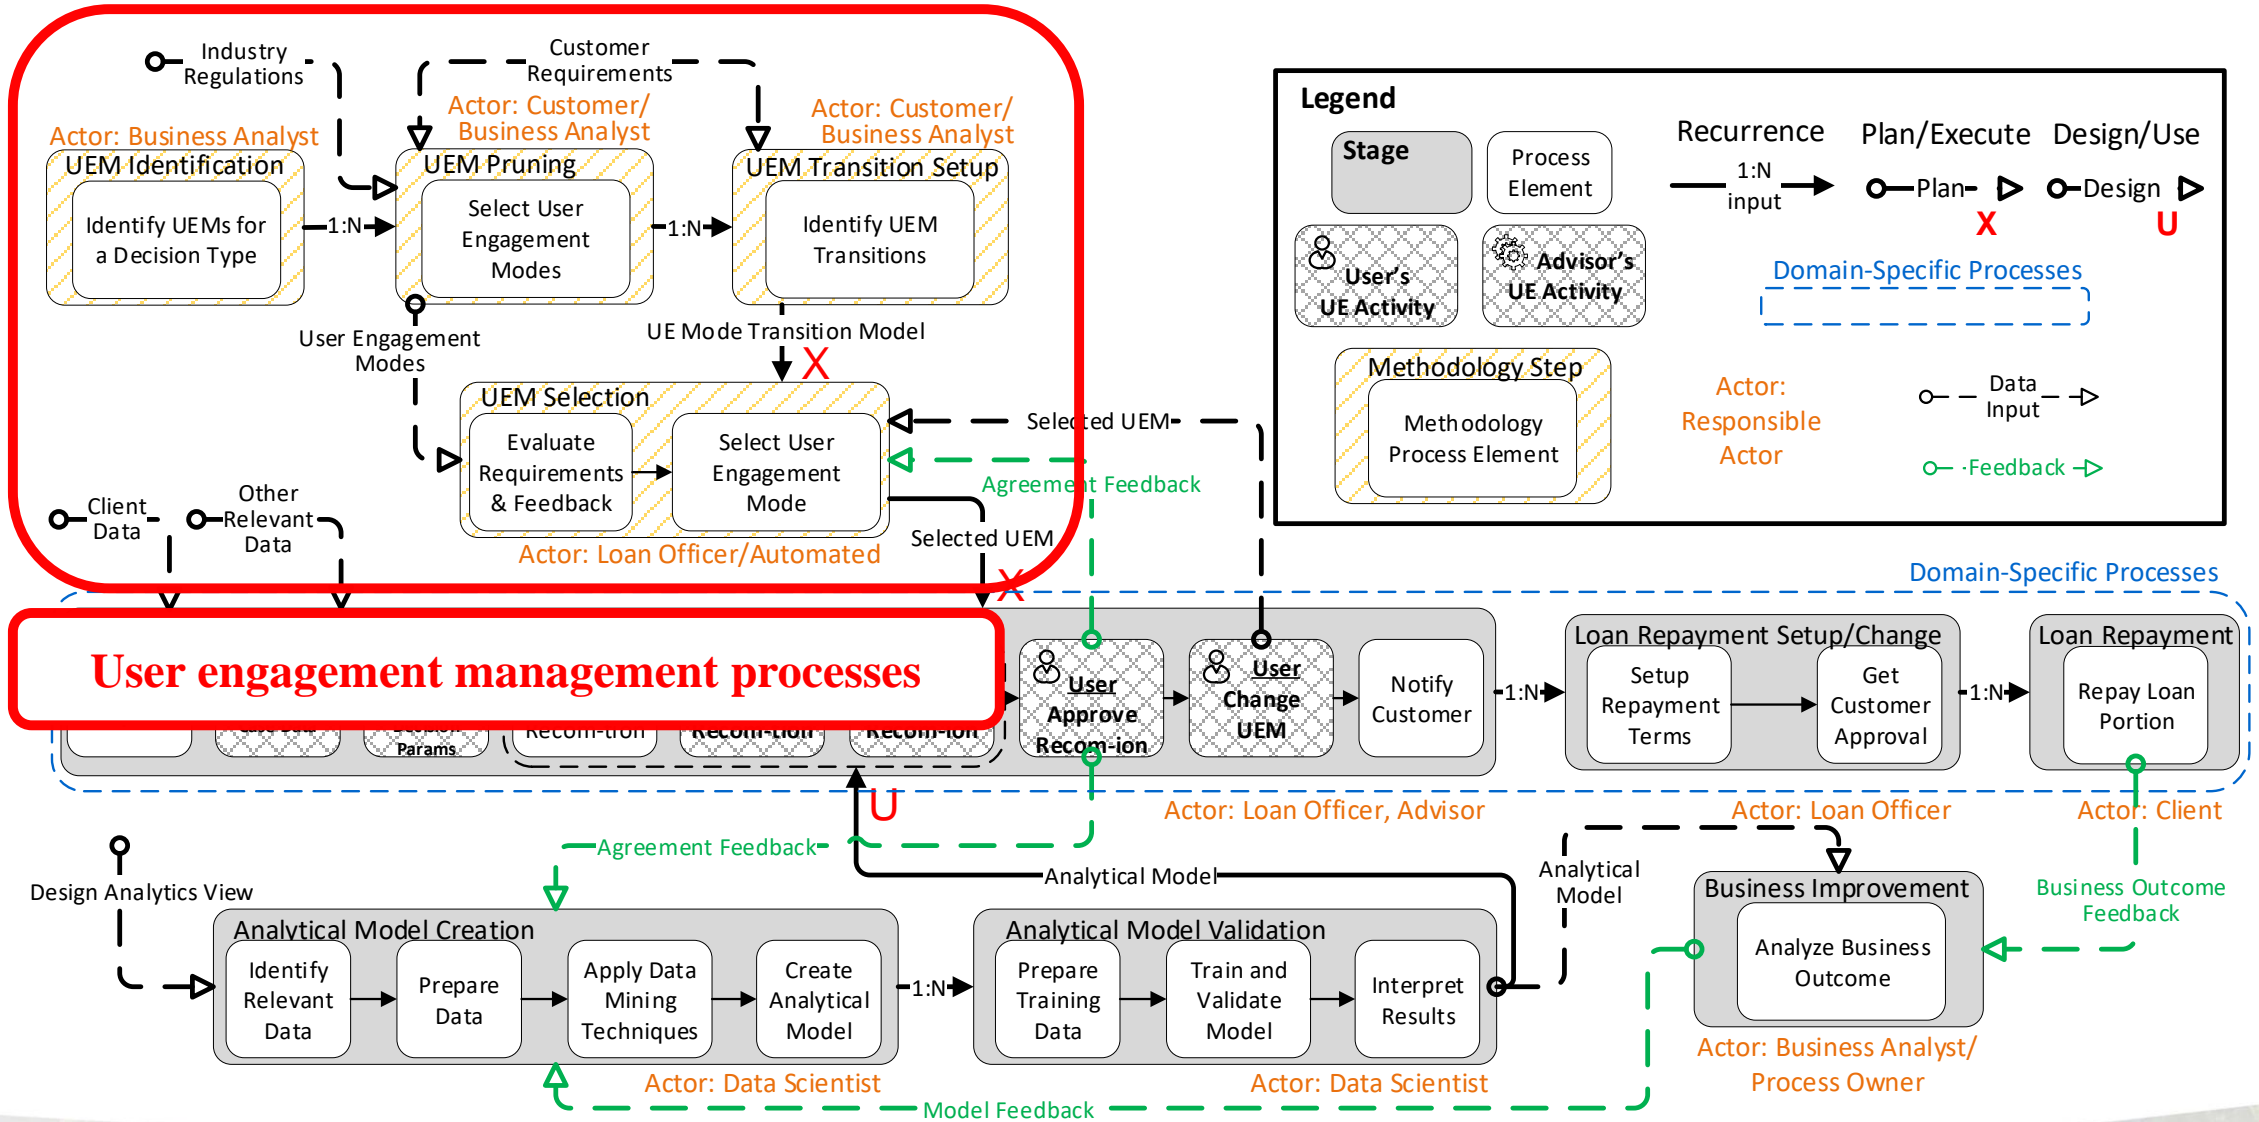 Industry
Regulations
Customer
Requirements
Actor: Business Analyst
Actor: Customer/
Business Analyst
Actor: Customer/
Business Analyst
UEM Identification
Identify UEMs for
a Decision Type
1:N
UEM Pruning
Select User
Engagement
Modes
1:N
UEM Transition Setup
Identify UEM
Transitions
User Engagement
Modes
UE Mode Transition Model
X
UEM Selection
Evaluate
Requirements
& Feedback
Select User
Engagement
Mode
Selected UEM
Agreement Feedback
Client
Data
Other
Relevant
Data
Actor: Loan Officer/Automated
Selected UEM
X
Legend
Stage
Process
Element
Recurrence
1:N
input
Plan/Execute
Plan
X
Design/Use
Design
U
User's
UE Activity
Advisor's
UE Activity
Domain-Specific Processes
Methodology Step
Methodology
Process Element
Actor:
Responsible
Actor
Data
Input
Feedback
Domain-Specific Processes
User engagement management processes
Params
Recom-tion
Recom-tion
Recom-ion
User
Approve
Recom-ion
User
Change
UEM
Notify
Customer
1:N
Loan Repayment Setup/Change
Setup
Repayment
Terms
Get
Customer
Approval
1:N
Loan Repayment
Repay Loan
Portion
U
Actor: Loan Officer, Advisor
Actor: Loan Officer
Actor: Client
Agreement Feedback
Analytical Model
Analytical
Model
Design Analytics View
Business Outcome
Feedback
Analytical Model Creation
Identify
Relevant
Data
Prepare
Data
Apply Data
Mining
Techniques
Create
Analytical
Model
1:N
Analytical Model Validation
Prepare
Training
Data
Train and
Validate
Model
Interpret
Results
Business Improvement
Analyze Business
Outcome
Actor: Data Scientist
Actor: Data Scientist
Actor: Business Analyst/
Process Owner
Model Feedback